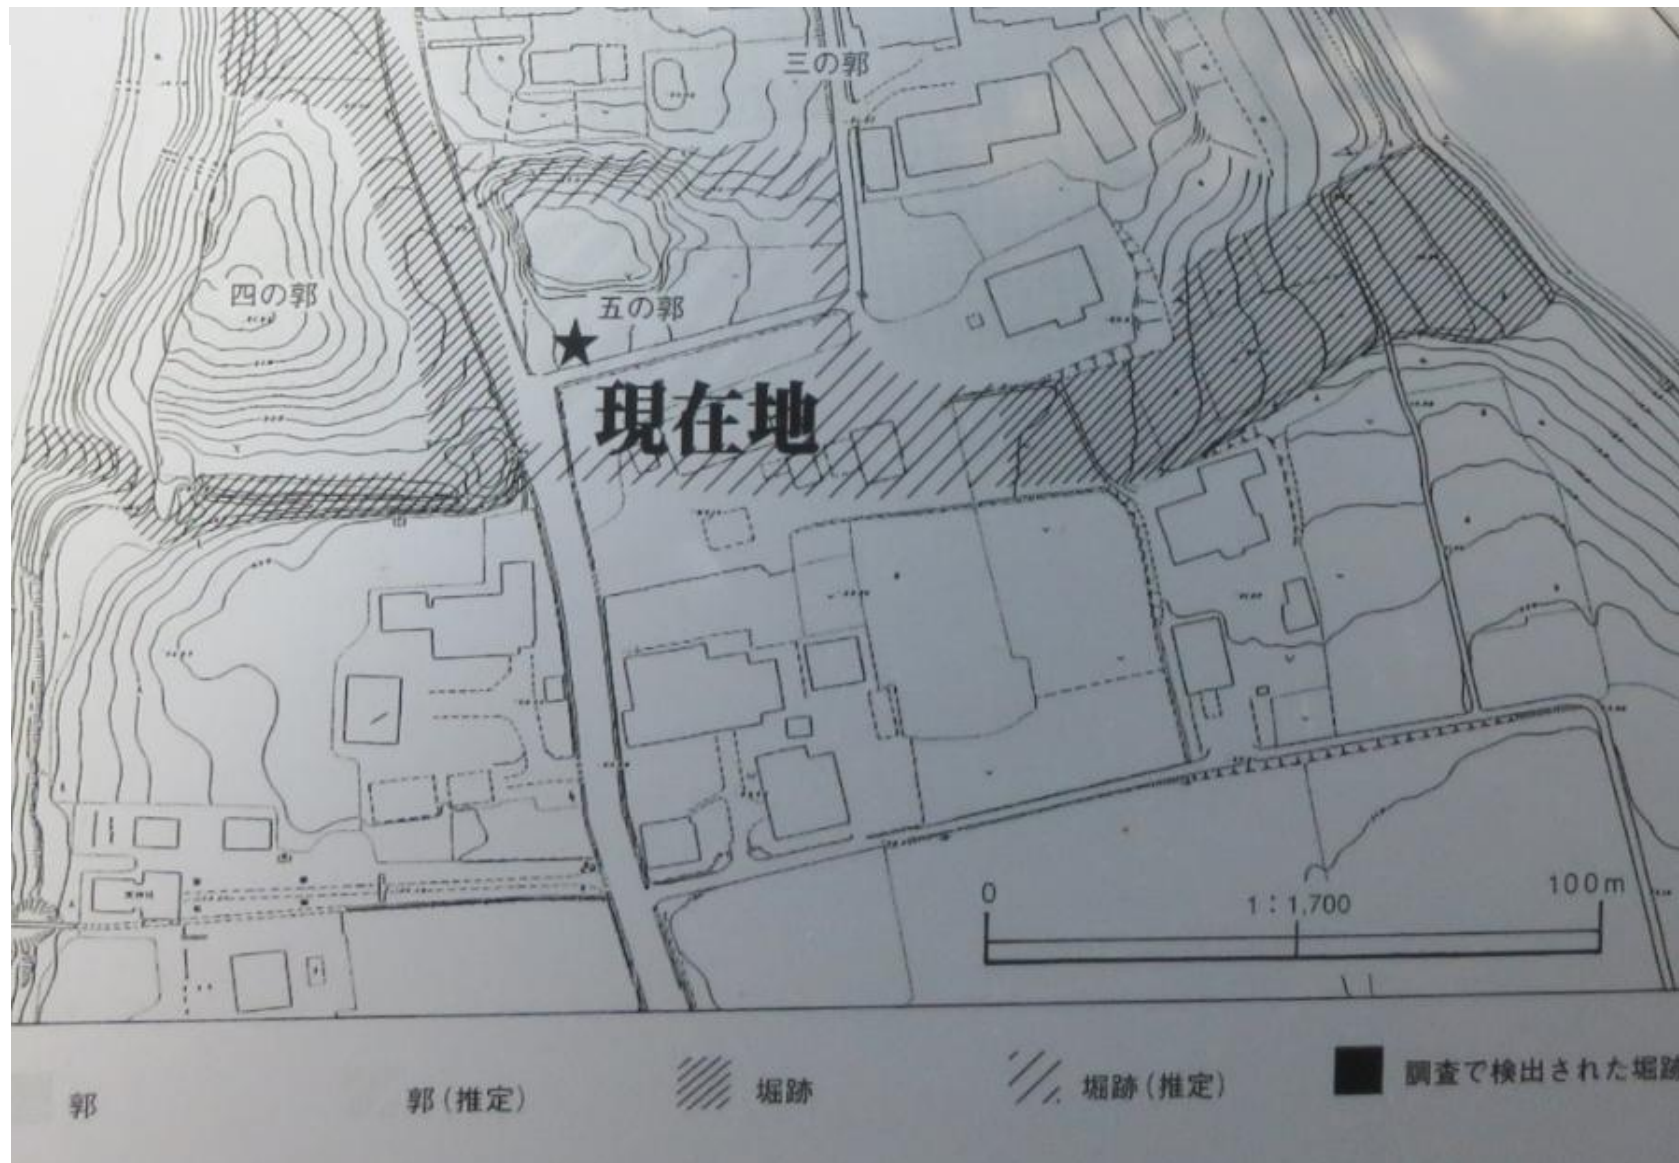 三の郭
四の郭
五の郭
★
現在地
0
1:1,700
100m
郭
郭(推定)
堀跡
堀跡(推定)
調査で検出された堀跡